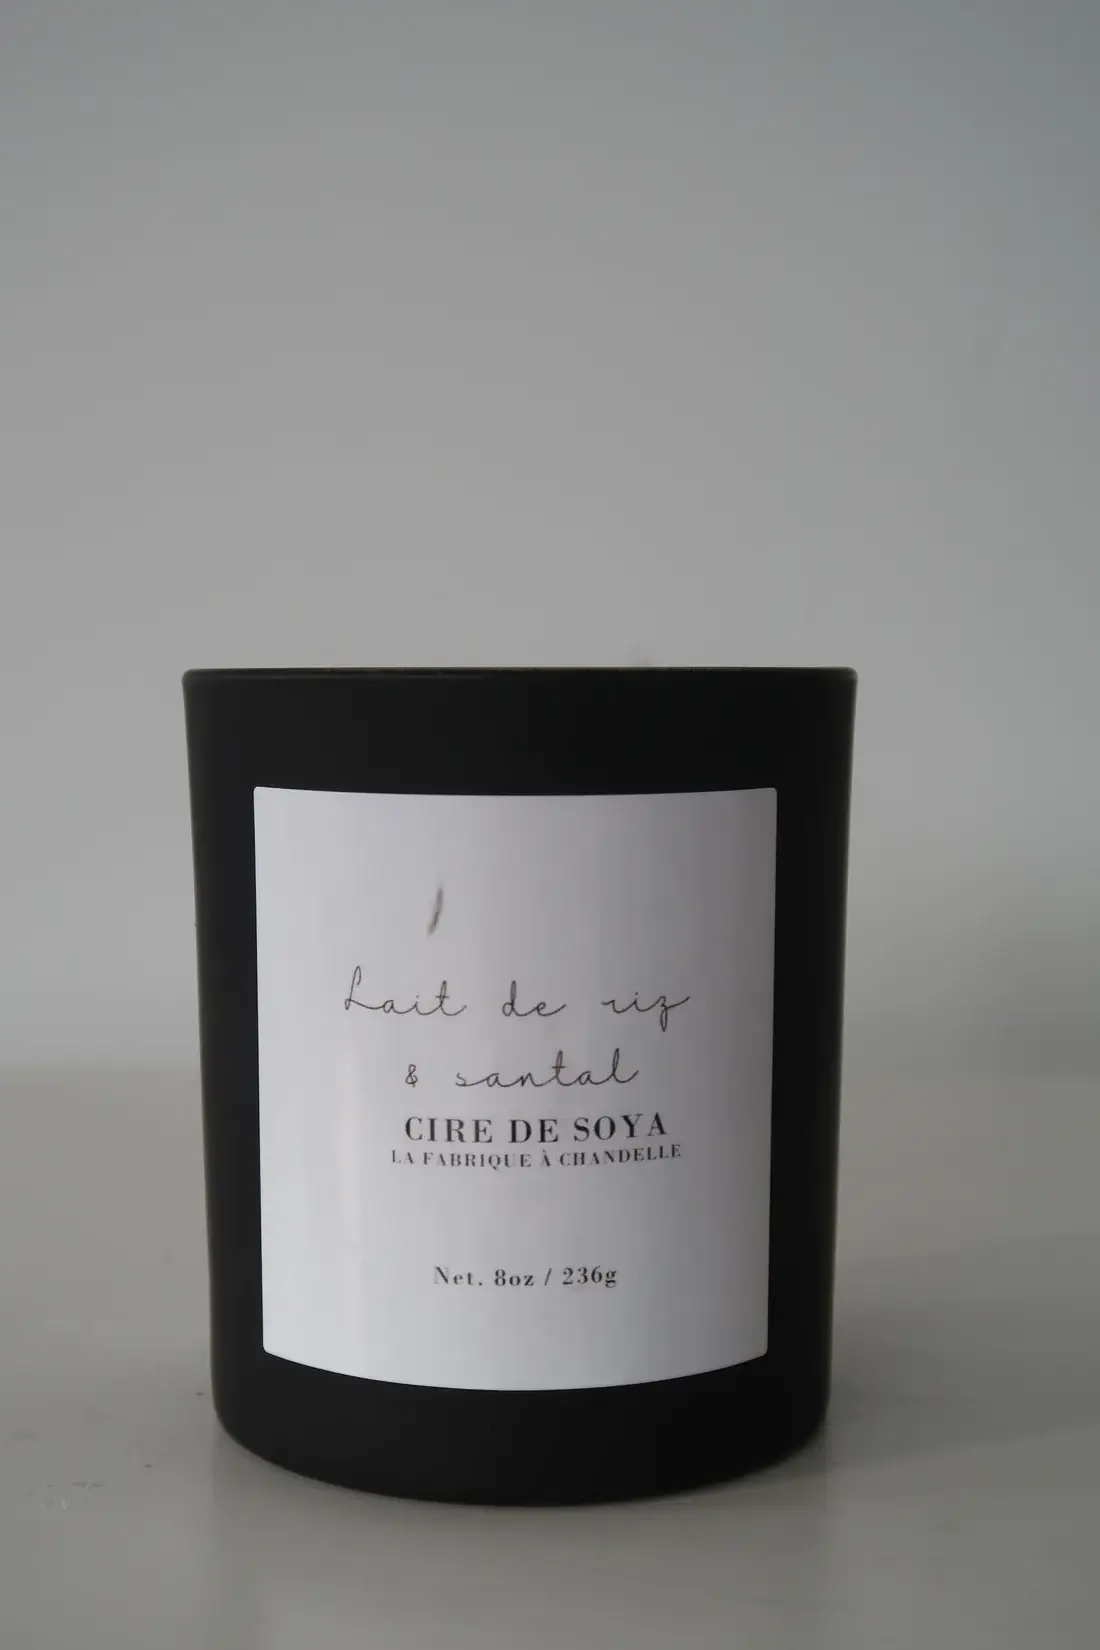 Lait de riz
& santal
CIRE DE SOYA
LA FABRIQUE À CHANDELLE
Net. 8oz / 236g